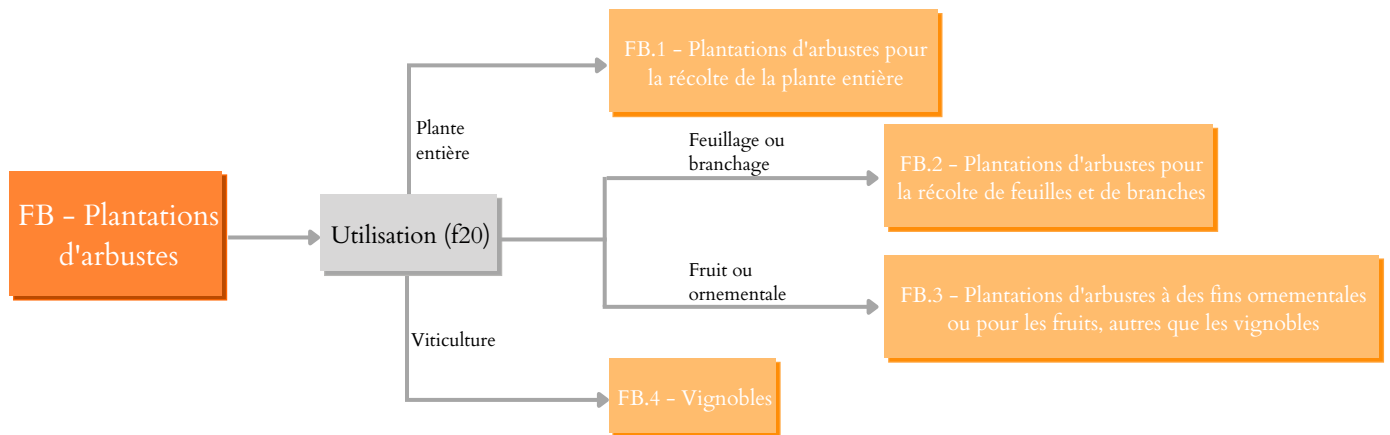 FB.1 - Plantations d'arbustes pour
la récolte de la plante entière
Plante
entière
Feuillage ou
branchage
FB.2 - Plantations d'arbustes pour
la récolte de feuilles et de branches
FB - Plantations
d'arbustes
Utilisation (f20)
Fruit ou
ornementale
FB.3 - Plantations d'arbustes à des fins ornementales
ou pour les fruits, autres que les vignobles
Viticulture
FB.4 - Vignobles